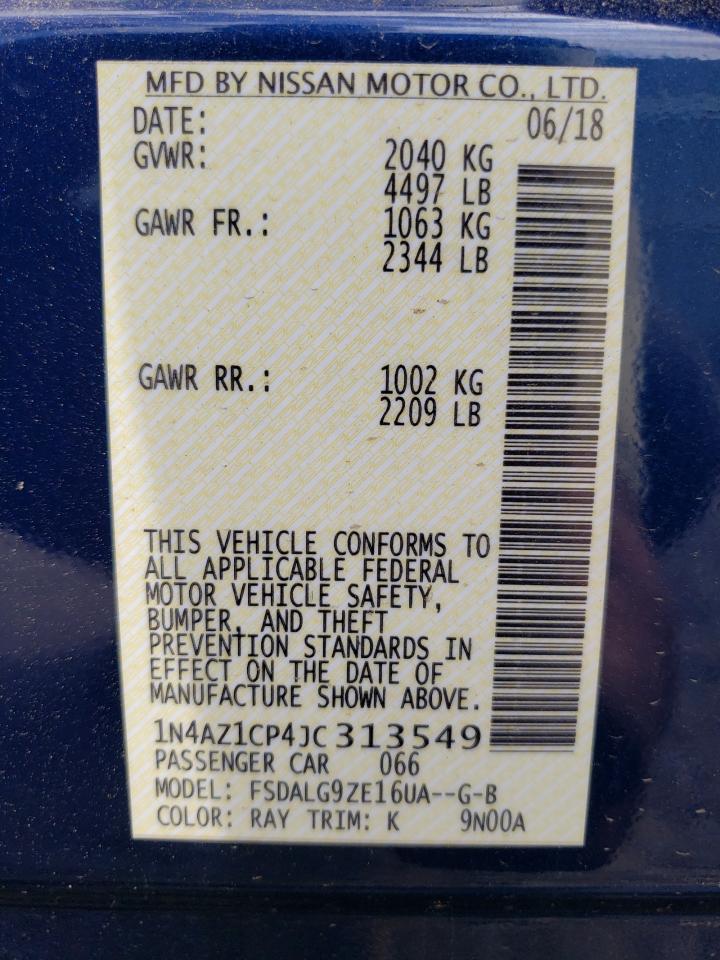 MFD BY NISSAN MOTOR CO., LTD.
DATE: 06/18
GVWR: 2040 KG
4497 LB
GAWR FR.: 1063 KG
2344 LB
GAWR RR.: 1002 KG
2209 LB
THIS VEHICLE CONFORMS TO
ALL APPLICABLE FEDERAL
MOTOR VEHICLE SAFETY,
BUMPER, AND THEFT
PREVENTION STANDARDS IN
EFFECT ON THE DATE OF
MANUFACTURE SHOWN ABOVE.
1N4AZ1CP4JC313549
PASSENGER CAR 066
MODEL: FSDALG9ZE16UA--G-B
COLOR: RAY TRIM: K 9N00A